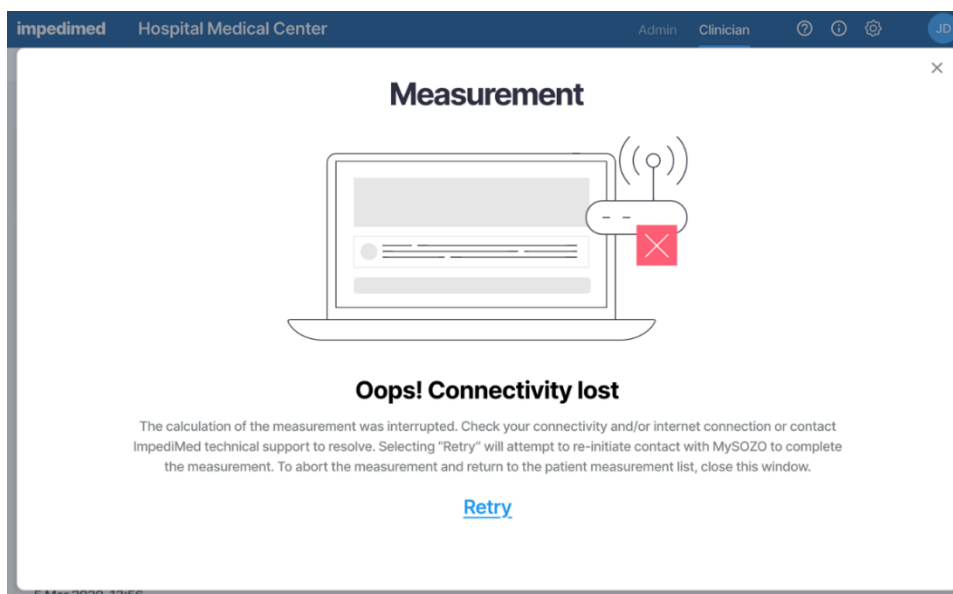 impedimed Hospital Medical Center Admin Clinician JD
Measurement
Oops! Connectivity lost
The calculation of the measurement was interrupted. Check your connectivity and/or internet connection or contact
ImpediMed technical support to resolve. Selecting "Retry" will attempt to re-initiate contact with MySOZO to complete
the measurement. To abort the measurement and return to the patient measurement list, close this window.
Retry